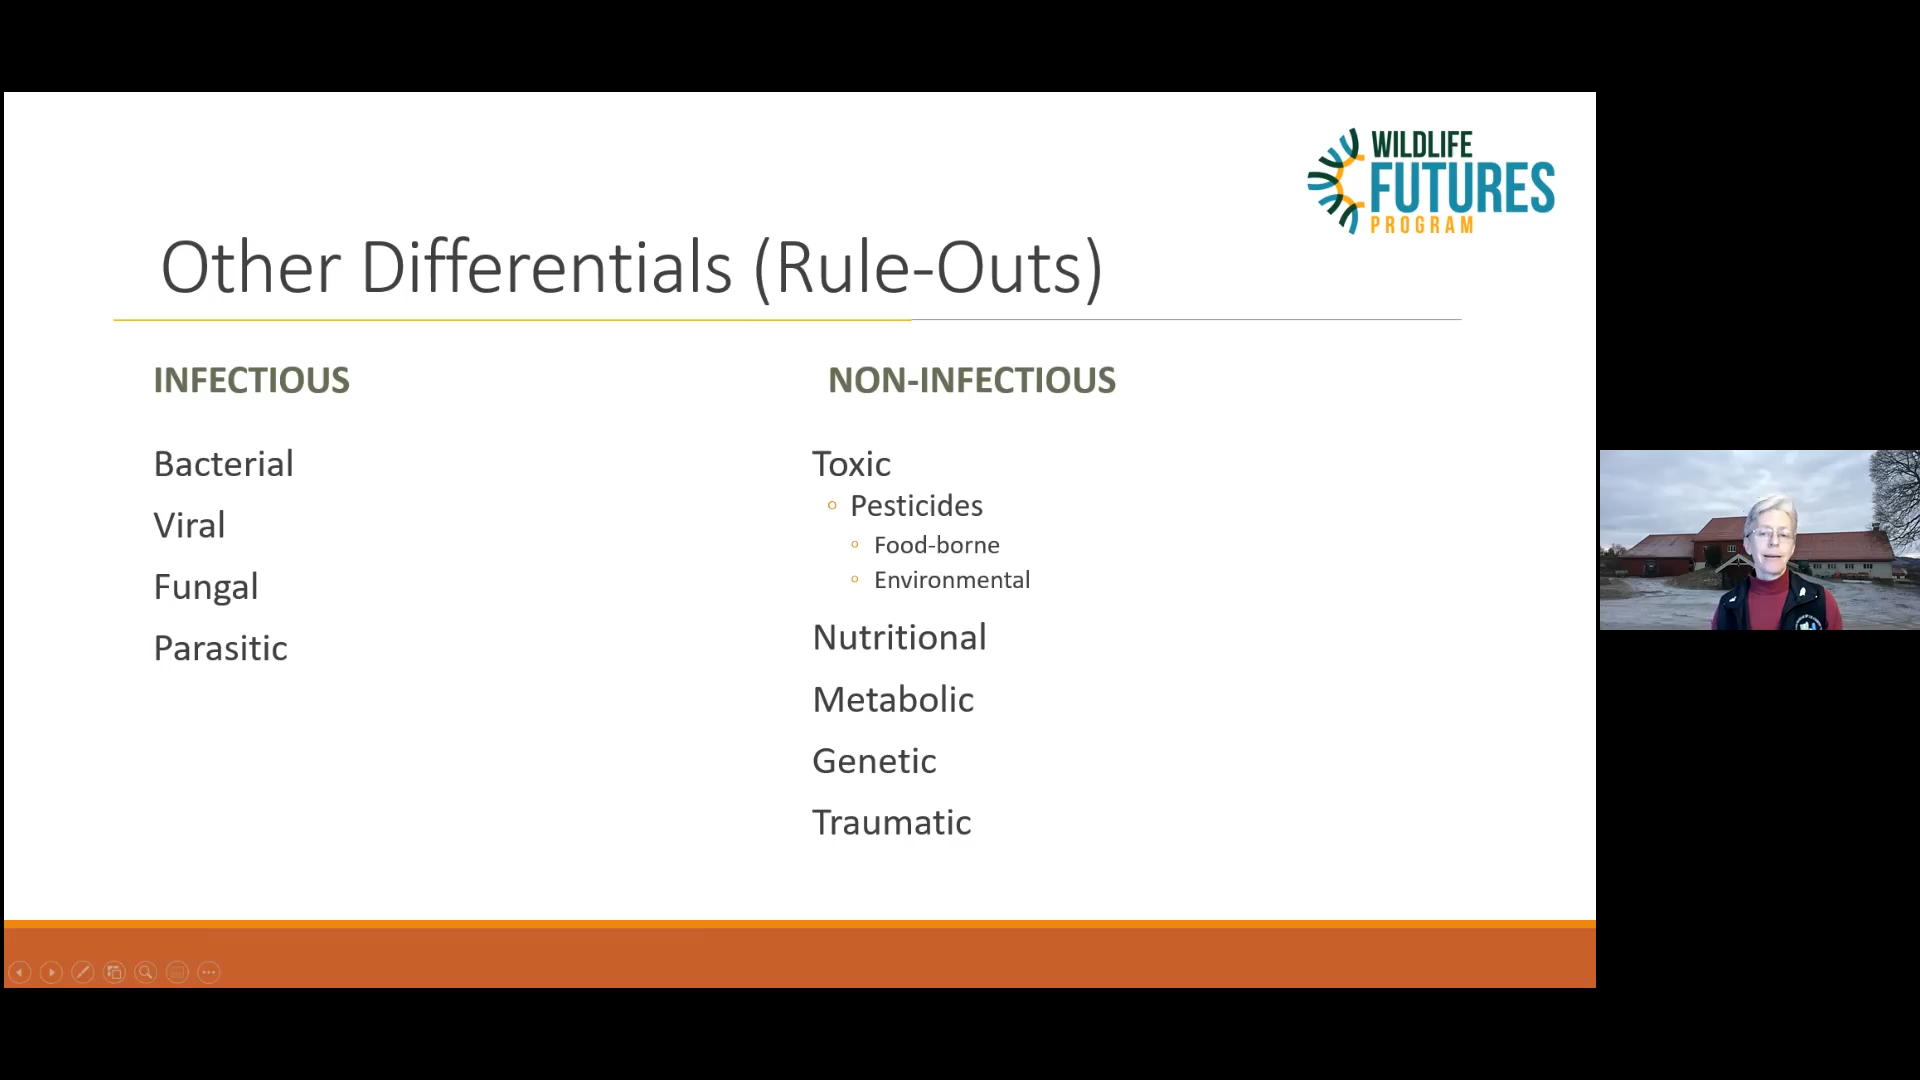 WILDLIFE
FUTURES
PROGRAM
Other Differentials (Rule-Outs)
INFECTIOUS
Bacterial
Viral
Fungal
Parasitic
NON-INFECTIOUS
Toxic
Pesticides
Food-borne
Environmental
Nutritional
Metabolic
Genetic
Traumatic